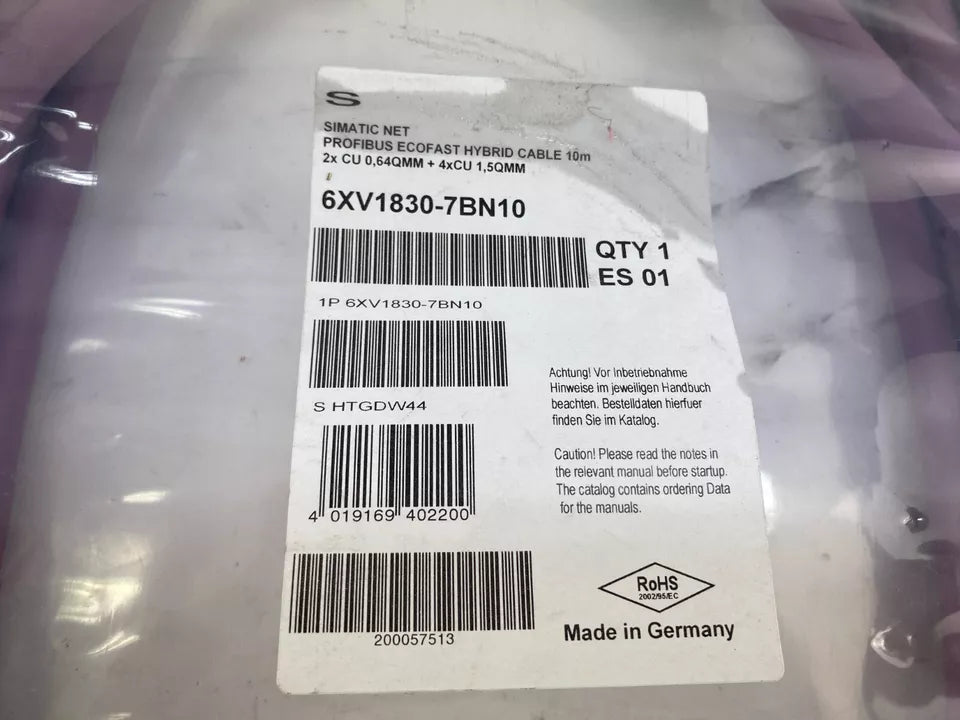 S
SIMATIC NET
PROFIBUS ECOFAST HYBRID CABLE 10m
2x CU 0,64QMM + 4xCU 1,5QMM
6XV1830-7BN10
QTY 1
ES 01
1P 6XV1830-7BN10
S HTGDW44
Achtung! Vor Inbetriebnahme
Hinweise im jeweiligen Handbuch
beachten. Bestelldaten hierfuer
finden Sie im Katalog.
Caution! Please read the notes in
the relevant manual before startup.
The catalog contains ordering Data
for the manuals.
4 019169 402200
RoHS
2002/95/EC
Made in Germany
200057513